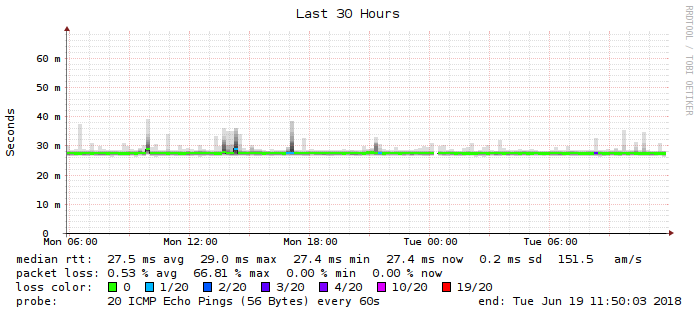 Last 30 Hours
RRDTOOL / TOBI OETIKER
Seconds
60 m
50 m
40 m
30 m
20 m
10 m
0
Mon 06:00 Mon 12:00 Mon 18:00 Tue 00:00 Tue 06:00
median rtt: 27.5 ms avg 29.0 ms max 27.4 ms min 27.4 ms now 0.2 ms sd 151.5 am/s
packet loss: 0.53 % avg 66.81 % max 0.00 % min 0.00 % now
loss color: 0 1/20 2/20 3/20 4/20 10/20 19/20
probe: 20 ICMP Echo Pings (56 Bytes) every 60s end: Tue Jun 19 11:50:03 2018